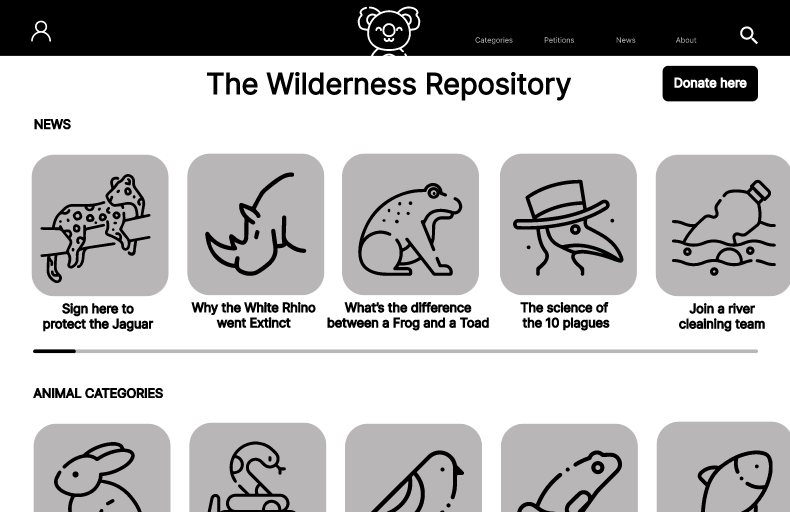 Categories
Petitions
News
About
The Wilderness Repository
Donate here
NEWS
Sign here to
protect the Jaguar
Why the White Rhino
went Extinct
What's the difference
between a Frog and a Toad
The science of
the 10 plagues
Join a river
cleaining team
ANIMAL CATEGORIES